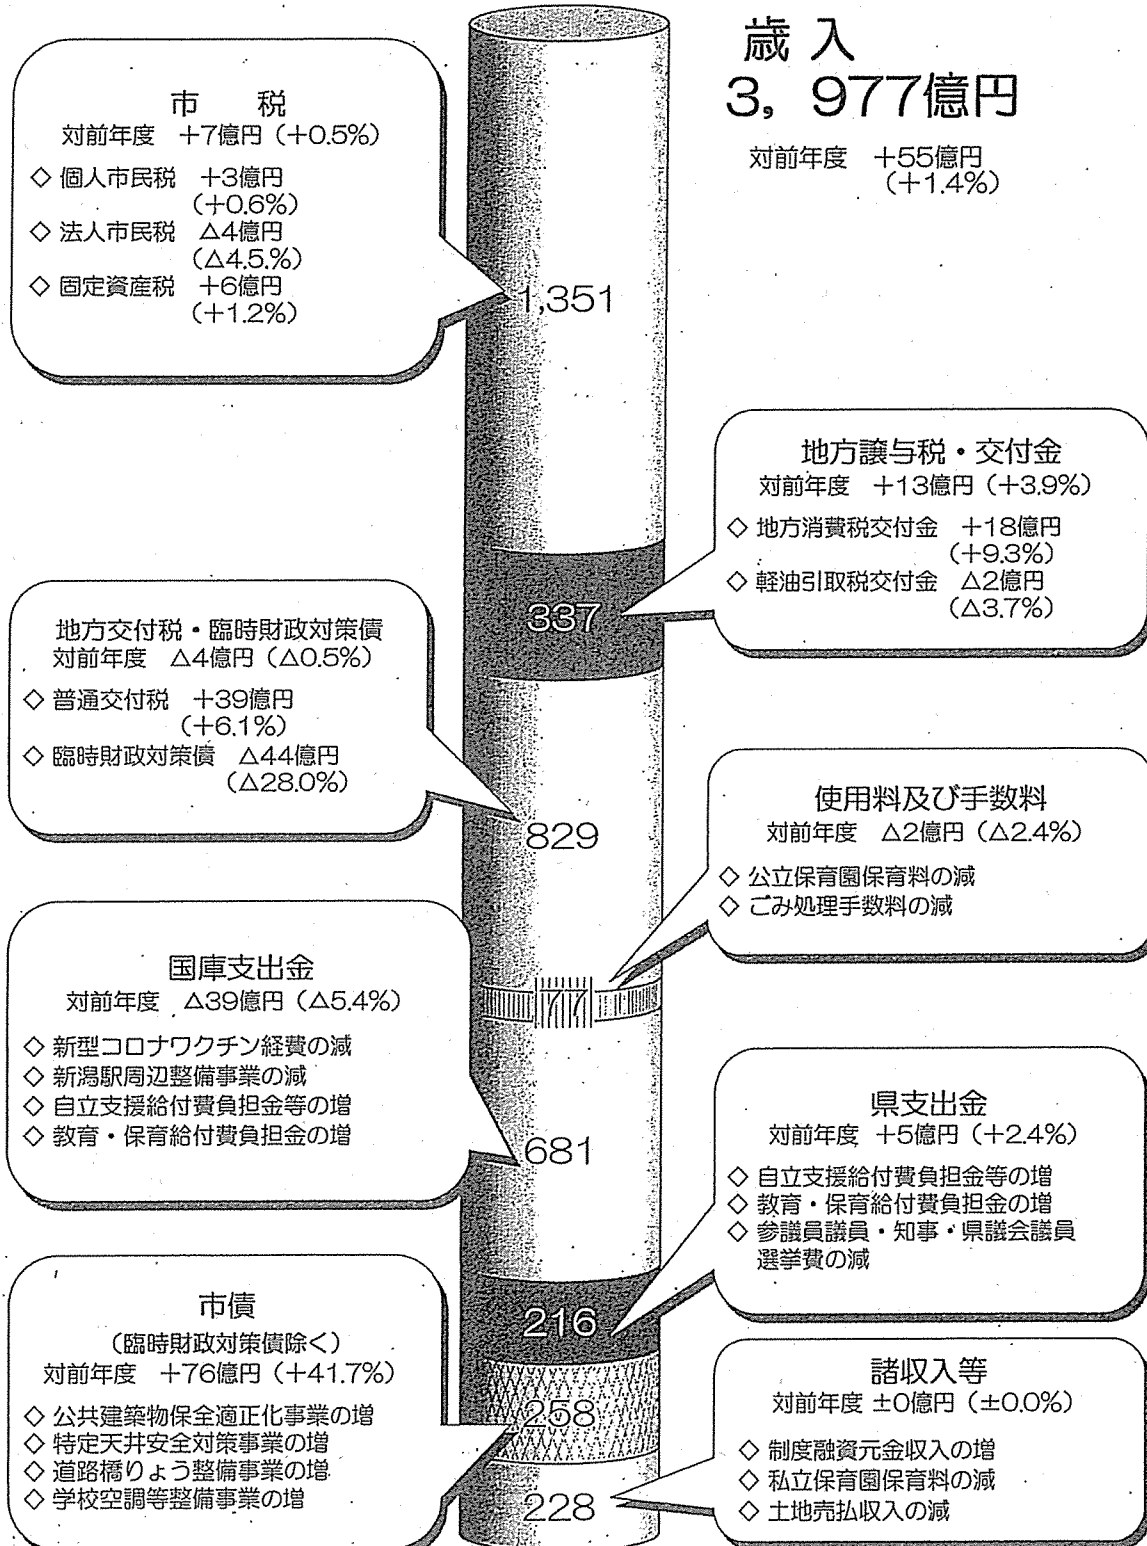 歳 入
3, 977億円
対前年度 +55億円
(+1.4%)
市 税
対前年度 +7億円(+0.5%)
◇ 個人市民税 +3億円
(+0.6%)
◇ 法人市民税 △4億円
(△4.5.%)
◇ 固定資産税 +6億円
(+1.2%)
1,351
地方譲与税・交付金
対前年度 +13億円(+3.9%)
◇ 地方消費税交付金 +18億円
(+9.3%)
◇ 軽油引取税交付金 △2億円
(△3.7%)
337
地方交付税・臨時財政対策債
対前年度 △4億円(△0.5%)
◇ 普通交付税 +39億円
(+6.1%)
◇ 臨時財政対策債 △44億円
(△28.0%)
829
使用料及び手数料
対前年度 △2億円(△2.4%)
◇ 公立保育園保育料の減
◇ ごみ処理手数料の減
77
国庫支出金
対前年度 △39億円(△5.4%)
◇ 新型コロナワクチン経費の減
◇ 新潟駅周辺整備事業の減
◇ 自立支援給付費負担金等の増
◇ 教育・保育給付費負担金の増
681
県支出金
対前年度 +5億円(+2.4%)
◇ 自立支援給付費負担金等の増
◇ 教育・保育給付費負担金の増
◇ 参議員議員・知事・県議会議員
選挙費の減
216
市債
(臨時財政対策債除く)
対前年度 +76億円(+41.7%)
◇ 公共建築物保全適正化事業の増
◇ 特定天井安全対策事業の増
◇ 道路橋りょう整備事業の増
◇ 学校空調等整備事業の増
258
諸収入等
対前年度 ±0億円(±0.0%)
◇ 制度融資元金収入の増
◇ 私立保育園保育料の減
◇ 土地売払収入の減
228